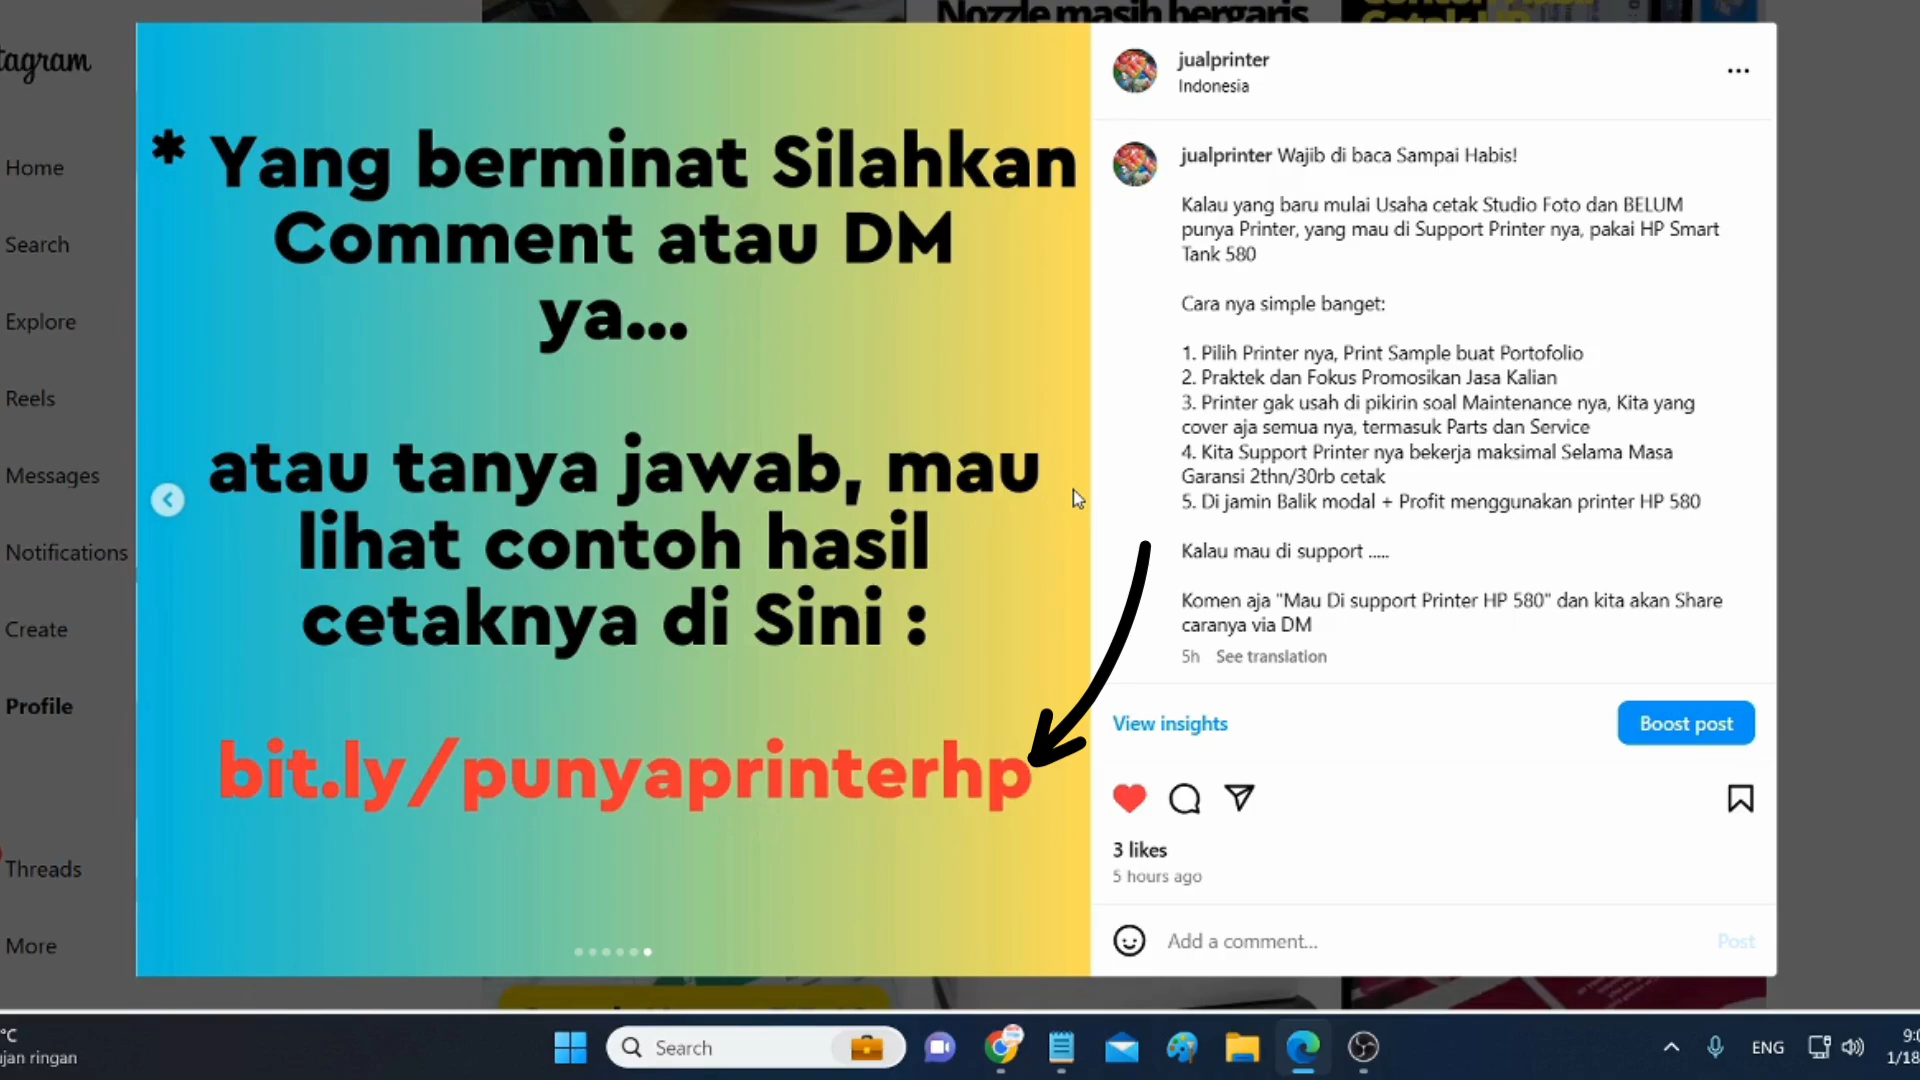 Nozzle masih bergaris
tagram
Home
Search
Explore
Reels
Messages
Notifications
Create
Profile
Threads
More
* Yang berminat Silahkan
Comment atau DM
ya...
atau tanya jawab, mau
lihat contoh hasil
cetaknya di Sini :
bit.ly/punyaprinterhp
jualprinter
Indonesia
jualprinter Wajib di baca Sampai Habis!
Kalau yang baru mulai Usaha cetak Studio Foto dan BELUM
punya Printer, yang mau di Support Printer nya, pakai HP Smart
Tank 580
Cara nya simple banget:
1. Pilih Printer nya, Print Sample buat Portofolio
2. Praktek dan Fokus Promosikan Jasa Kalian
3. Printer gak usah di pikirin soal Maintenance nya, Kita yang
cover aja semua nya, termasuk Parts dan Service
4. Kita Support Printer nya bekerja maksimal Selama Masa
Garansi 2thn/30rb cetak
5. Di jamin Balik modal + Profit menggunakan printer HP 580
Kalau mau di support .....
Komen aja "Mau Di support Printer HP 580" dan kita akan Share
caranya via DM
5h See translation
View insights
Boost post
3 likes
5 hours ago
Add a comment...
Post
°C
ujan ringan
Search
ENG
9:0
1/18